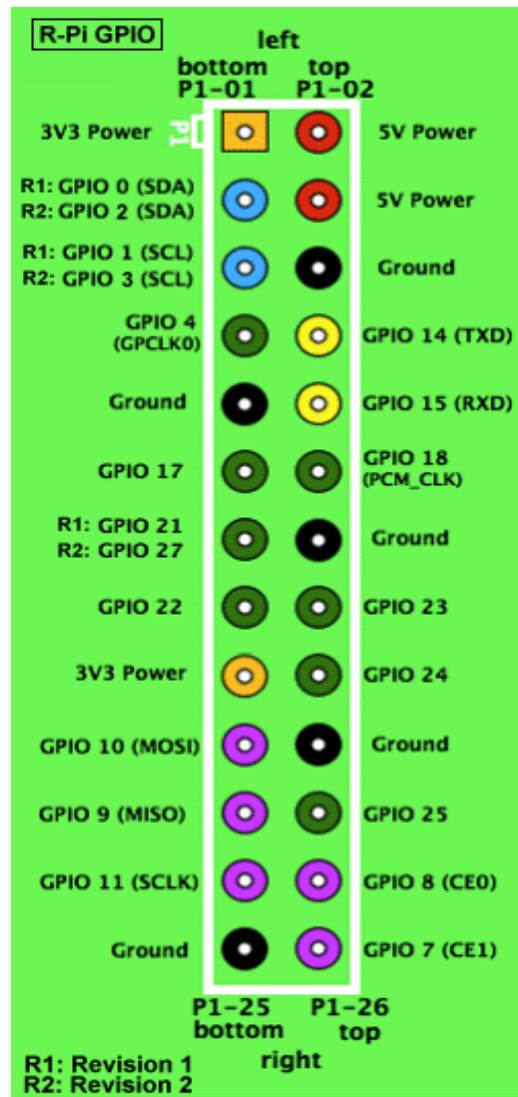 R-Pi GPIO
left
bottom top
P1-01 P1-02
3V3 Power P1 5V Power
R1: GPIO 0 (SDA)
R2: GPIO 2 (SDA)
5V Power
R1: GPIO 1 (SCL)
R2: GPIO 3 (SCL)
Ground
GPIO 4
(GPCLK0)
GPIO 14 (TXD)
Ground GPIO 15 (RXD)
GPIO 17
GPIO 18
(PCM_CLK)
R1: GPIO 21
R2: GPIO 27
Ground
GPIO 22 GPIO 23
3V3 Power GPIO 24
GPIO 10 (MOSI) Ground
GPIO 9 (MISO) GPIO 25
GPIO 11 (SCLK) GPIO 8 (CE0)
Ground GPIO 7 (CE1)
P1-25 P1-26
bottom top
right
R1: Revision 1
R2: Revision 2